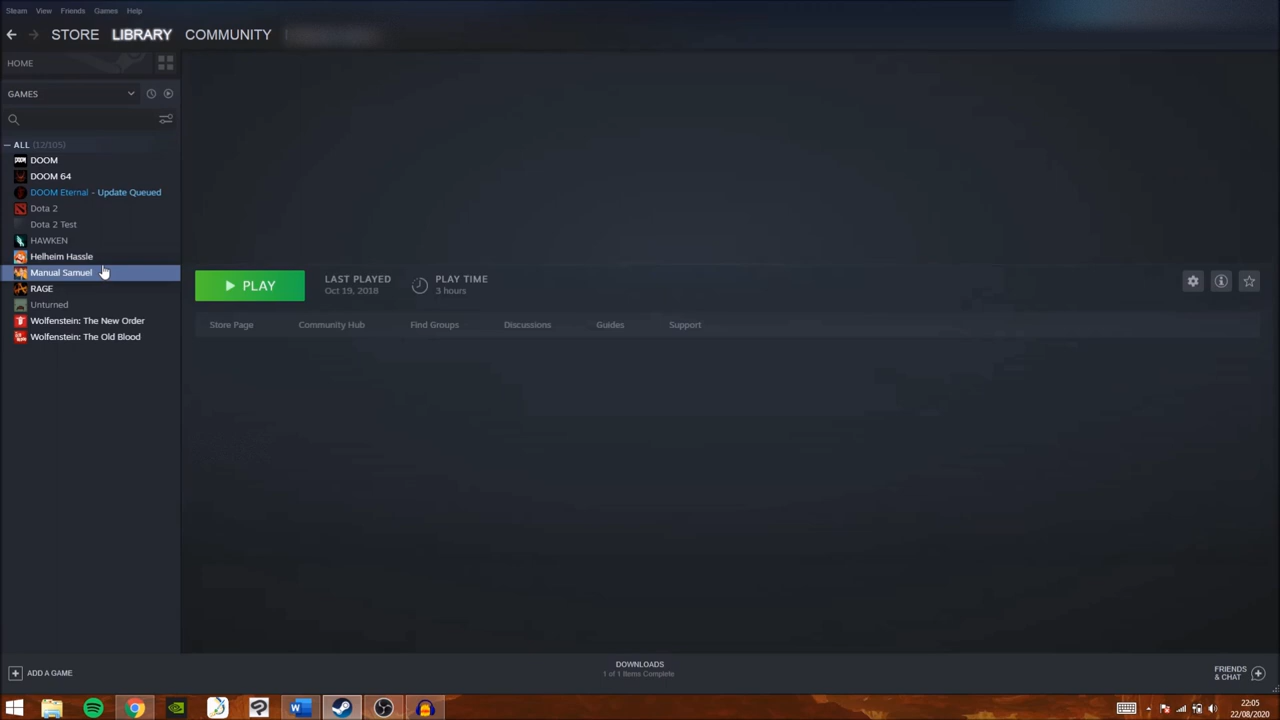 Steam View Friends Games Help
STORE LIBRARY COMMUNITY
HOME
GAMES
ALL (12/105)
DOOM
DOOM 64
DOOM Eternal - Update Queued
Dota 2
Dota 2 Test
HAWKEN
Helheim Hassle
Manual Samuel
RAGE
Unturned
Wolfenstein: The New Order
Wolfenstein: The Old Blood
PLAY
LAST PLAYED
Oct 19, 2018
PLAY TIME
3 hours
Store Page Community Hub Find Groups Discussions Guides Support
ADD A GAME
DOWNLOADS
1 of 1 Items Complete
FRIENDS
& CHAT
22:05
22/08/2020